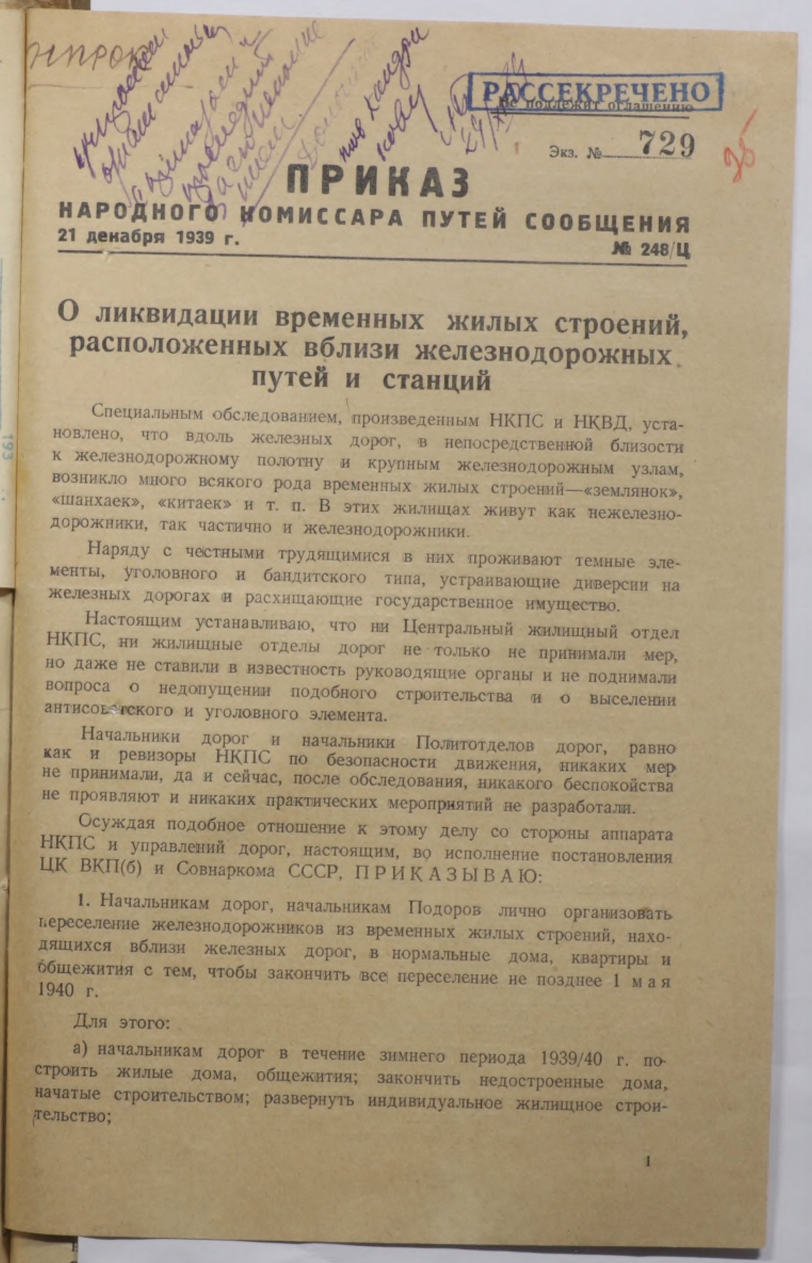 РАССЕКРЕЧЕНО
Не подлежит оглашению
Экз. № 729
ПРИКАЗ
НАРОДНОГО КОМИССАРА ПУТЕЙ СООБЩЕНИЯ
21 декабря 1939 г.
№ 248/Ц
О ликвидации временных жилых строений,
расположенных вблизи железнодорожных
путей и станций
Специальным обследованием, произведенным НКПС и НКВД, уста-
новлено, что вдоль железных дорог, в непосредственной близости
к железнодорожному полотну и крупным железнодорожным узлам,
возникло много всякого рода временных жилых строений—«землянок»,
«шанхаек», «китаек» и т. п. В этих жилищах живут как нежелезно-
дорожники, так частично и железнодорожники.
Наряду с честными трудящимися в них проживают темные эле-
менты, уголовного и бандитского типа, устраивающие диверсии на
железных дорогах и расхищающие государственное имущество.
Настоящим устанавливаю, что ни Центральный жилищный отдел
НКПС, ни жилищные отделы дорог не только не принимали мер,
но даже не ставили в известность руководящие органы и не поднимали
вопроса о недопущении подобного строительства и о выселении
антисоветского и уголовного элемента.
Начальники дорог и начальники Политотделов дорог, равно
как и ревизоры НКПС по безопасности движения, никаких мер
не принимали, да и сейчас, после обследования, никакого беспокойства
не проявляют и никаких практических мероприятий не разработали.
Осуждая подобное отношение к этому делу со стороны аппарата
НКПС и управлений дорог, настоящим, во исполнение постановления
ЦК ВКП(б) и Совнаркома СССР, ПРИКАЗЫВАЮ:
1. Начальникам дорог, начальникам Подоров лично организовать
переселение железнодорожников из временных жилых строений, нахо-
дящихся вблизи железных дорог, в нормальные дома, квартиры и
общежития с тем, чтобы закончить все переселение не позднее 1 мая
1940 г.
Для этого:
а) начальникам дорог в течение зимнего периода 1939/40 г. по-
строить жилые дома, общежития; закончить недостроенные дома,
начатые строительством; развернуть индивидуальное жилищное строи-
тельство;
1